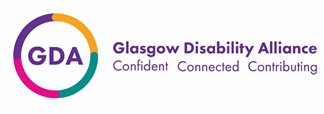 GDA
Glasgow Disability Alliance
Confident Connected Contributing